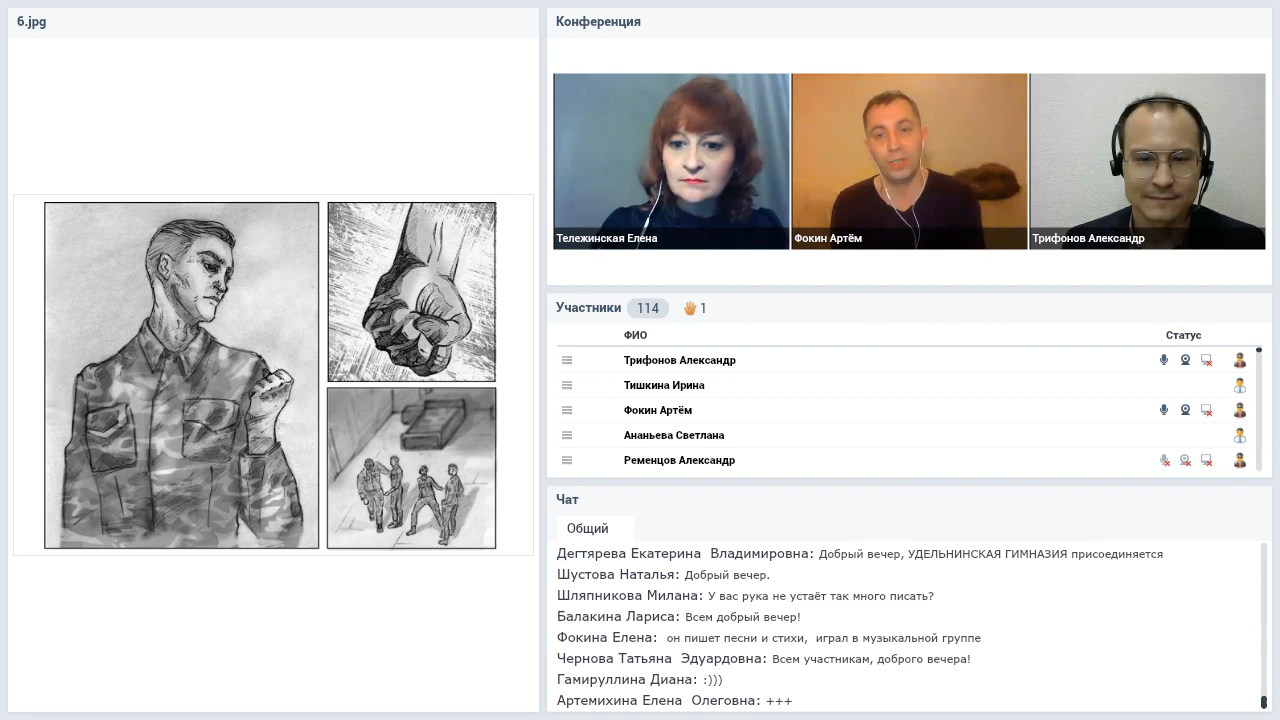 6.jpg
Конференция
Тележинская Елена
Фокин Артём
Трифонов Александр
Участники 114 1
ФИО Статус
Трифонов Александр
Тишкина Ирина
Фокин Артём
Ананьева Светлана
Ременцов Александр
Чат
Общий
Дегтярева Екатерина Владимировна: Добрый вечер, УДЕЛЬНИНСКАЯ ГИМНАЗИЯ присоединяется
Шустова Наталья: Добрый вечер.
Шляпникова Милана: У вас рука не устаёт так много писать?
Балакина Лариса: Всем добрый вечер!
Фокина Елена: он пишет песни и стихи, играл в музыкальной группе
Чернова Татьяна Эдуардовна: Всем участникам, доброго вечера!
Гамируллина Диана: :)))
Артемихина Елена Олеговна: +++